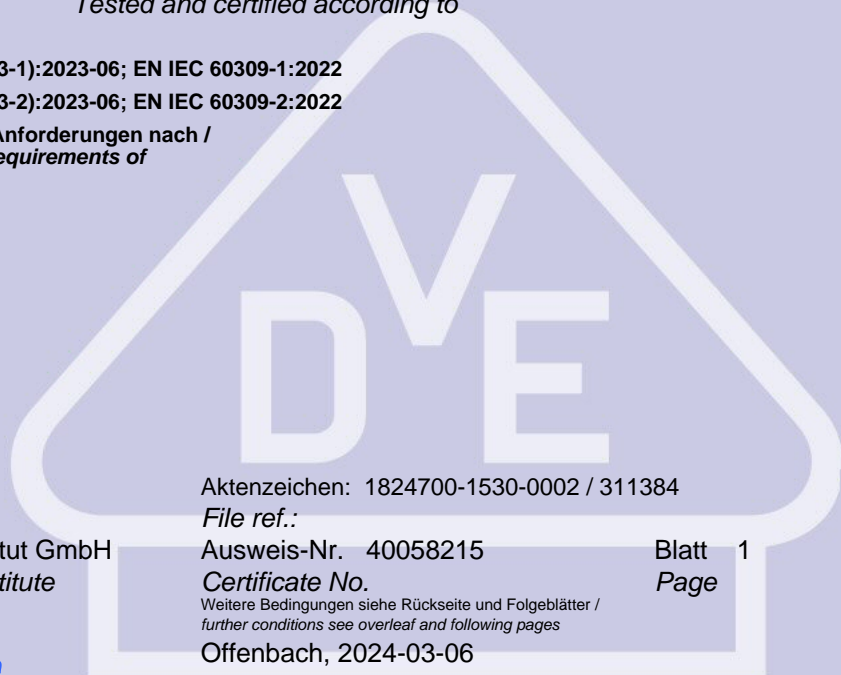 Tested and certified according to
3-1):2023-06; EN IEC 60309-1:2022
3-2):2023-06; EN IEC 60309-2:2022
Anforderungen nach /
equirements of
VDE
Aktenzeichen: 1824700-1530-0002 / 311384
File ref.:
tut GmbH Ausweis-Nr. 40058215 Blatt 1
titute Certificate No. Page
Weitere Bedingungen siehe Rückseite und Folgeblätter /
further conditions see overleaf and following pages
Offenbach, 2024-03-06